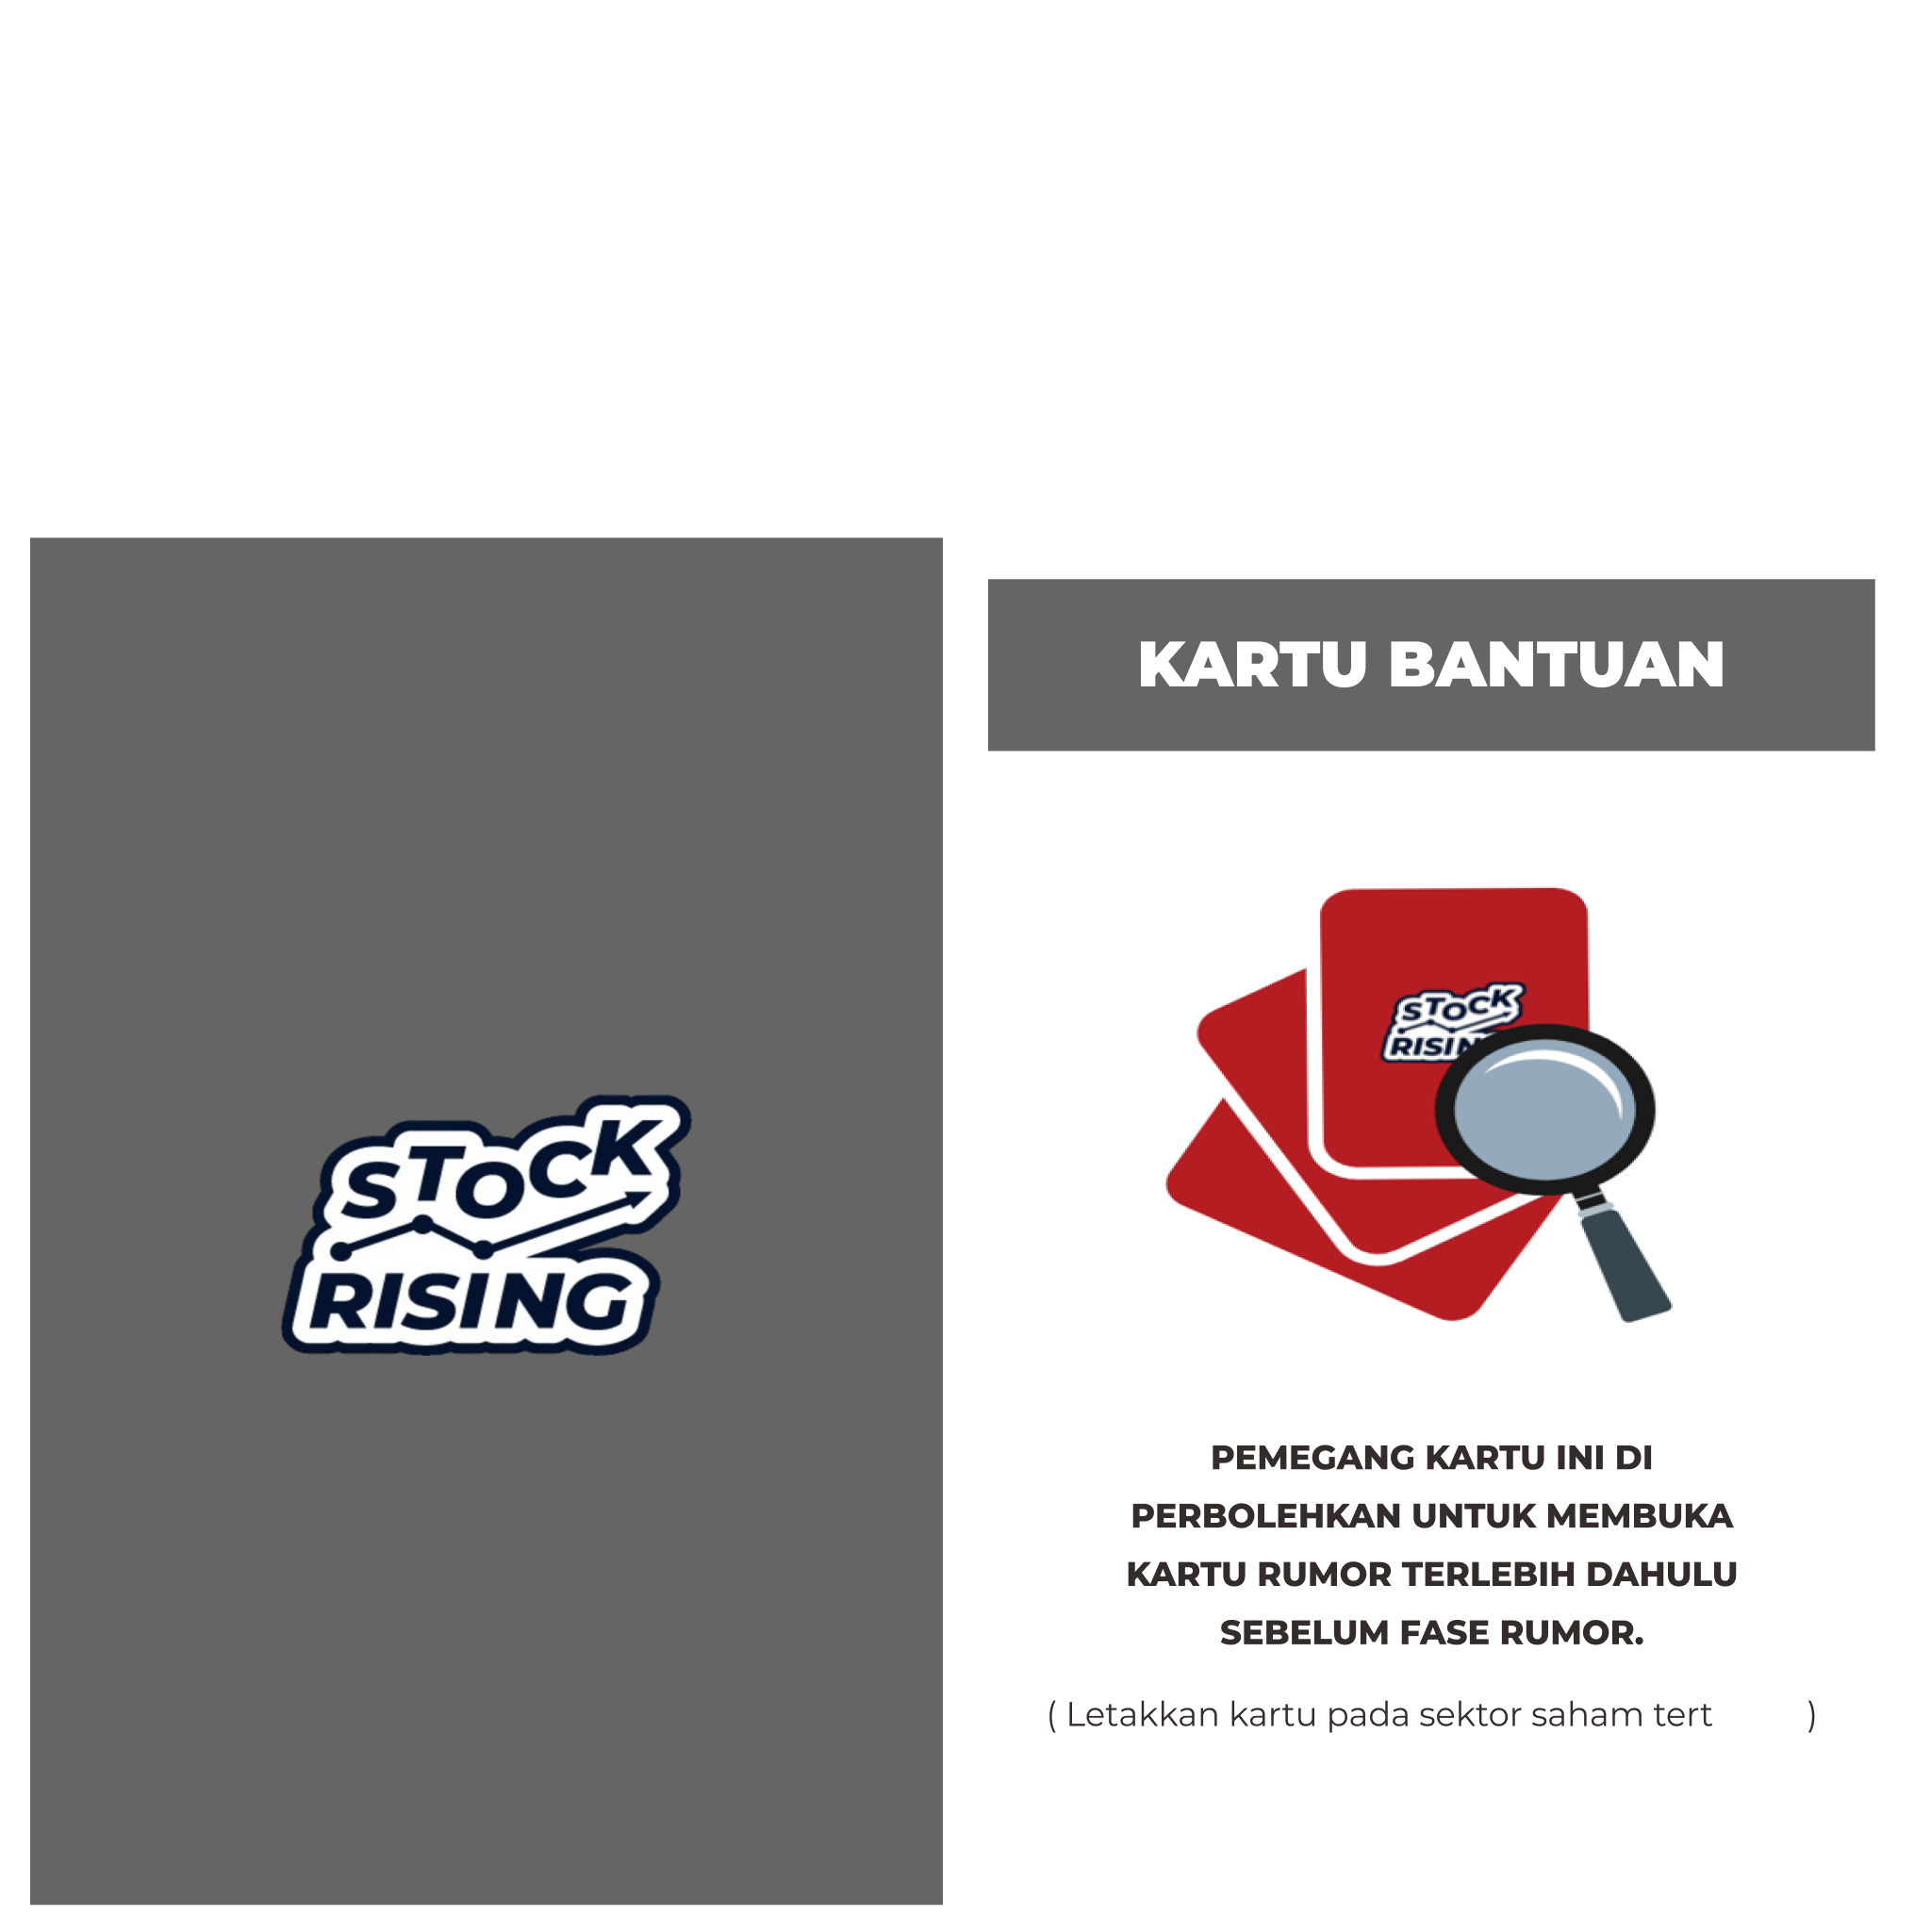 STOCK
RISING
KARTU BANTUAN
STOCK
RISIN
PEMEGANG KARTU INI DI
PERBOLEHKAN UNTUK MEMBUKA
KARTU RUMOR TERLEBIH DAHULU
SEBELUM FASE RUMOR.
( Letakkan kartu pada sektor saham tert )